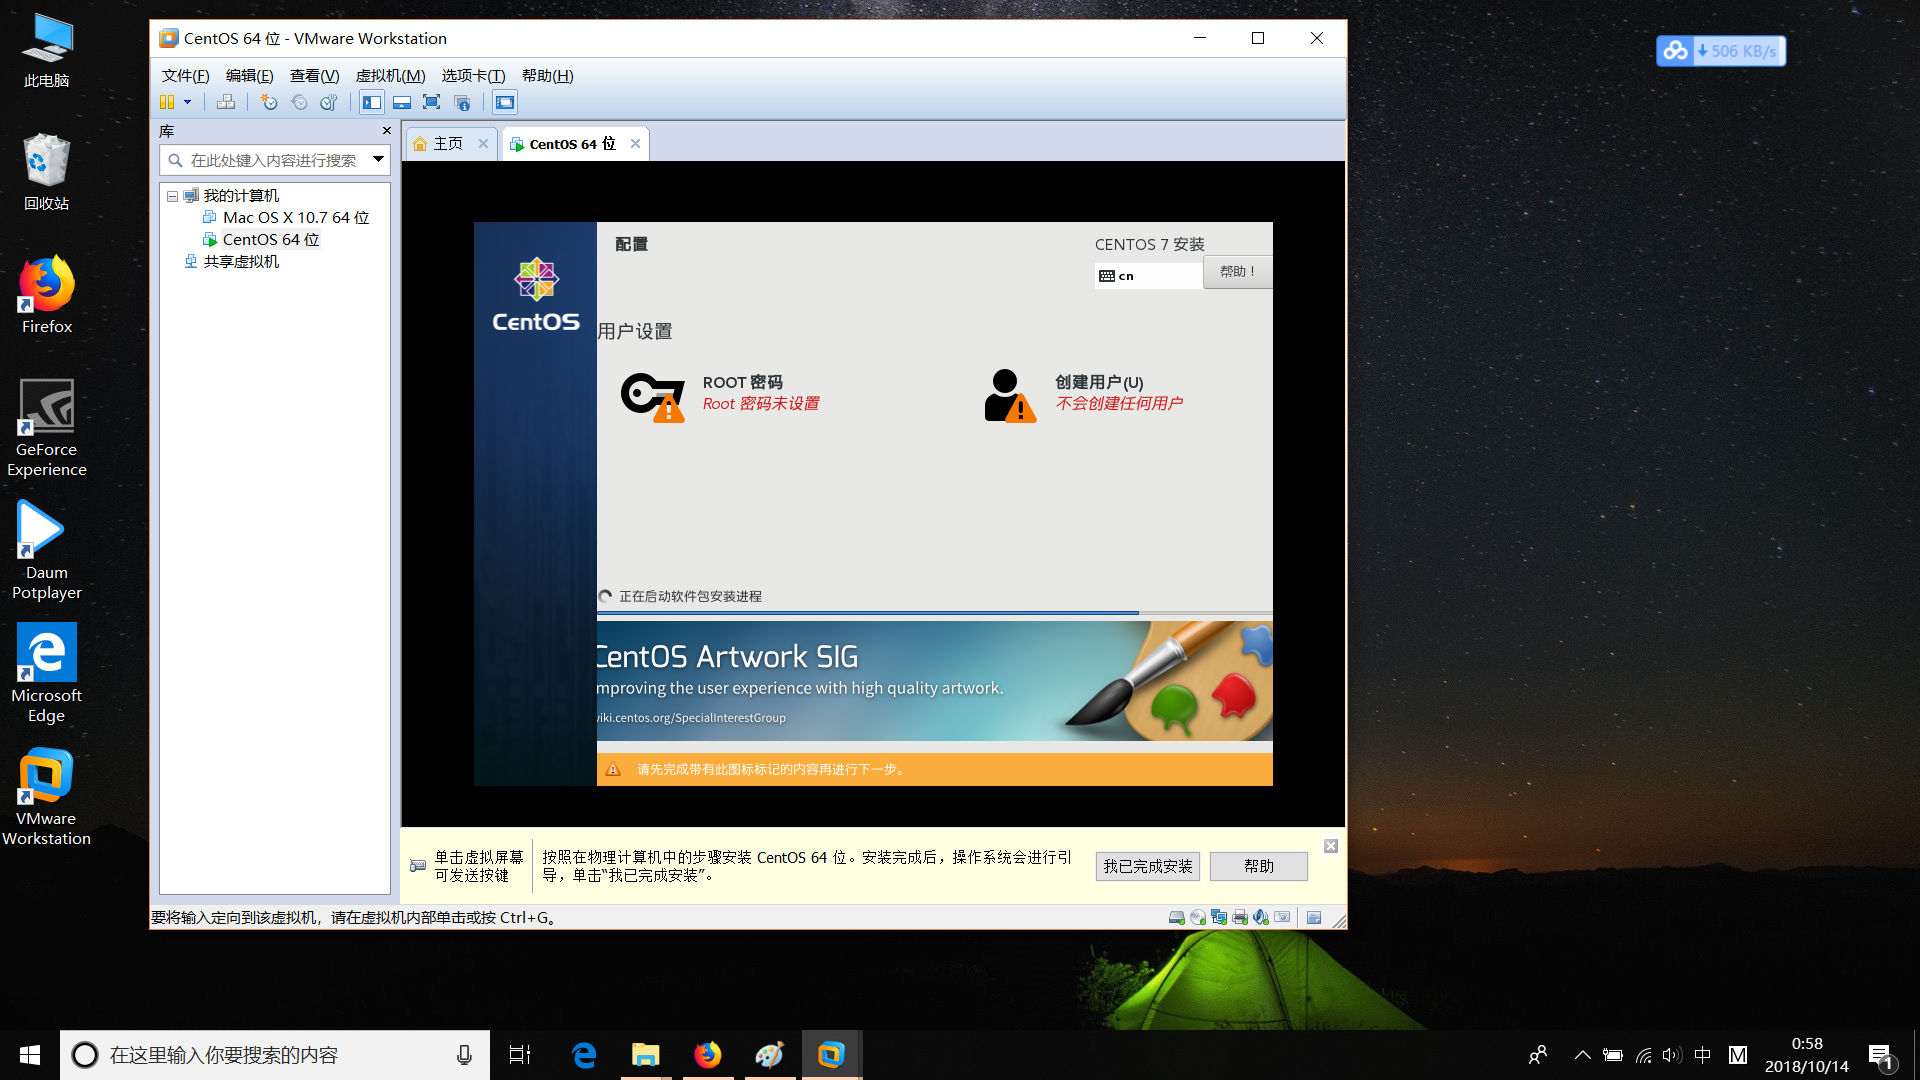 此电脑
回收站
Firefox
GeForce
Experience
Daum
Potplayer
Microsoft
Edge
VMware
Workstation
CentOS 64 位 - VMware Workstation
文件(F) 编辑(E) 查看(V) 虚拟机(M) 选项卡(T) 帮助(H)
库
在此处键入内容进行搜索
我的计算机
Mac OS X 10.7 64 位
CentOS 64 位
共享虚拟机
主页
CentOS 64 位
CentOS
配置
CENTOS 7 安装
cn
帮助！
用户设置
ROOT 密码
Root 密码未设置
创建用户(U)
不会创建任何用户
正在启动软件包安装进程
CentOS Artwork SIG
mproving the user experience with high quality artwork.
iki.centos.org/SpecialInterestGroup
请先完成带有此图标标记的内容再进行下一步。
单击虚拟屏幕
可发送按键
按照在物理计算机中的步骤安装 CentOS 64 位。安装完成后，操作系统会进行引
导，单击“我已完成安装”。
我已完成安装
帮助
要将输入定向到该虚拟机，请在虚拟机内部单击或按 Ctrl+G。
506 KB/s
在这里输入你要搜索的内容
中
M
0:58
2018/10/14
1